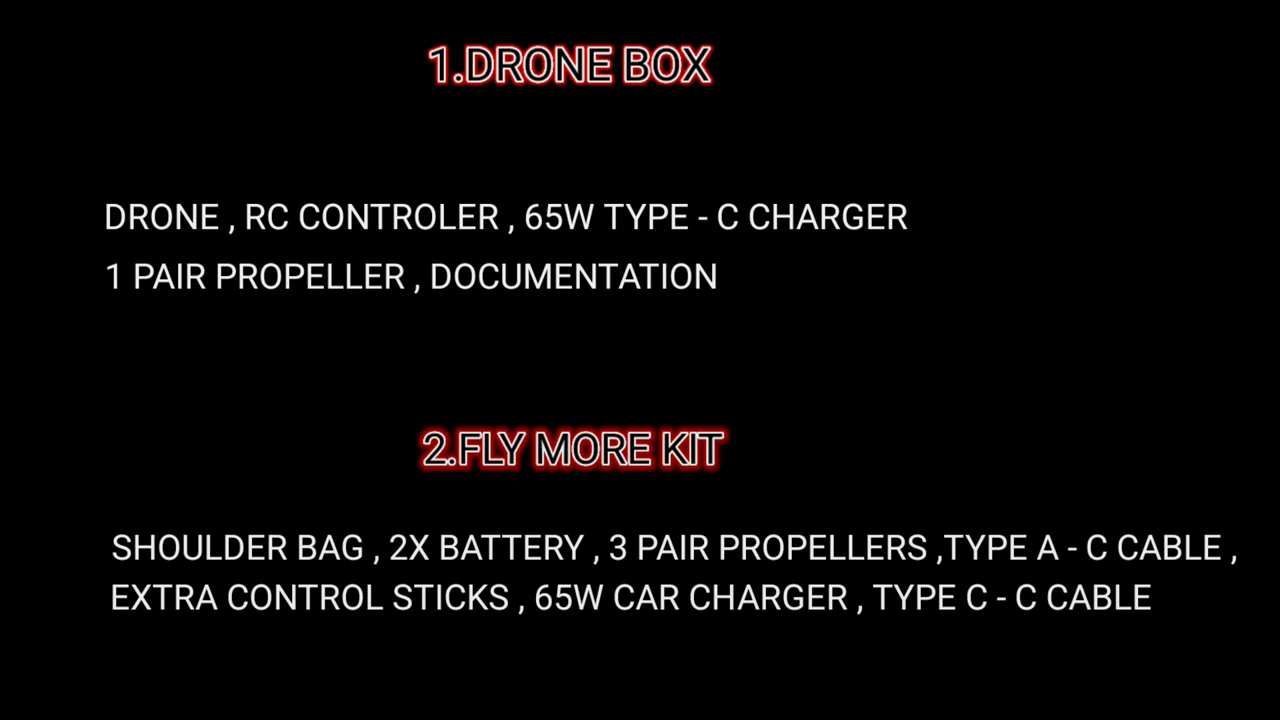 1.DRONE BOX
DRONE , RC CONTROLER , 65W TYPE - C CHARGER
1 PAIR PROPELLER , DOCUMENTATION
2.FLY MORE KIT
SHOULDER BAG , 2X BATTERY , 3 PAIR PROPELLERS ,TYPE A - C CABLE ,
EXTRA CONTROL STICKS , 65W CAR CHARGER , TYPE C - C CABLE